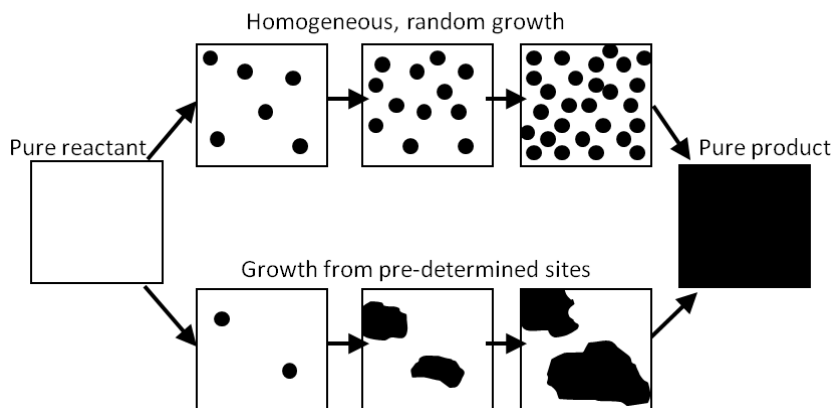 Homogeneous, random growth
Pure reactant
Pure product
Growth from pre-determined sites